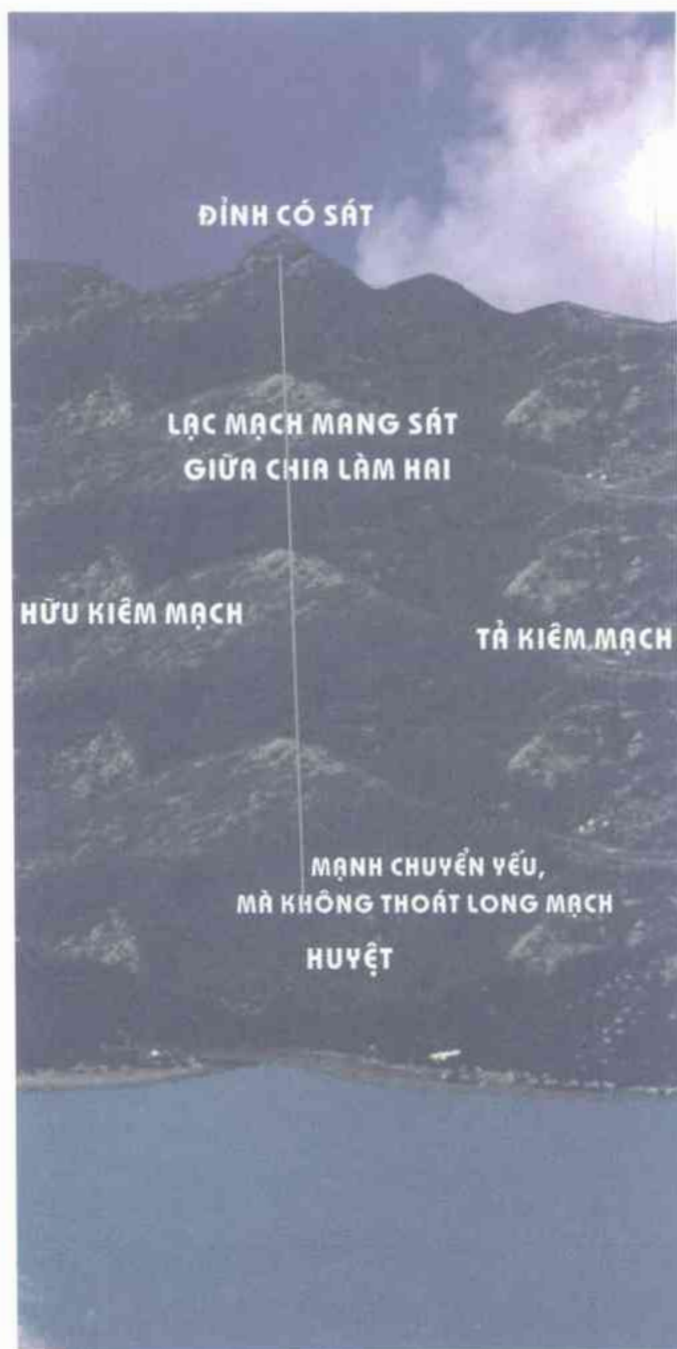 ĐỈNH CÓ SÁT
LẠC MẠCH MANG SÁT
GIỮA CHIA LÀM HAI
HỮU KIẾM MẠCH
TẢ KIẾM MẠCH
MẠNH CHUYỂN YẾU,
MÀ KHÔNG THOÁT LONG MẠCH
HUYỆT